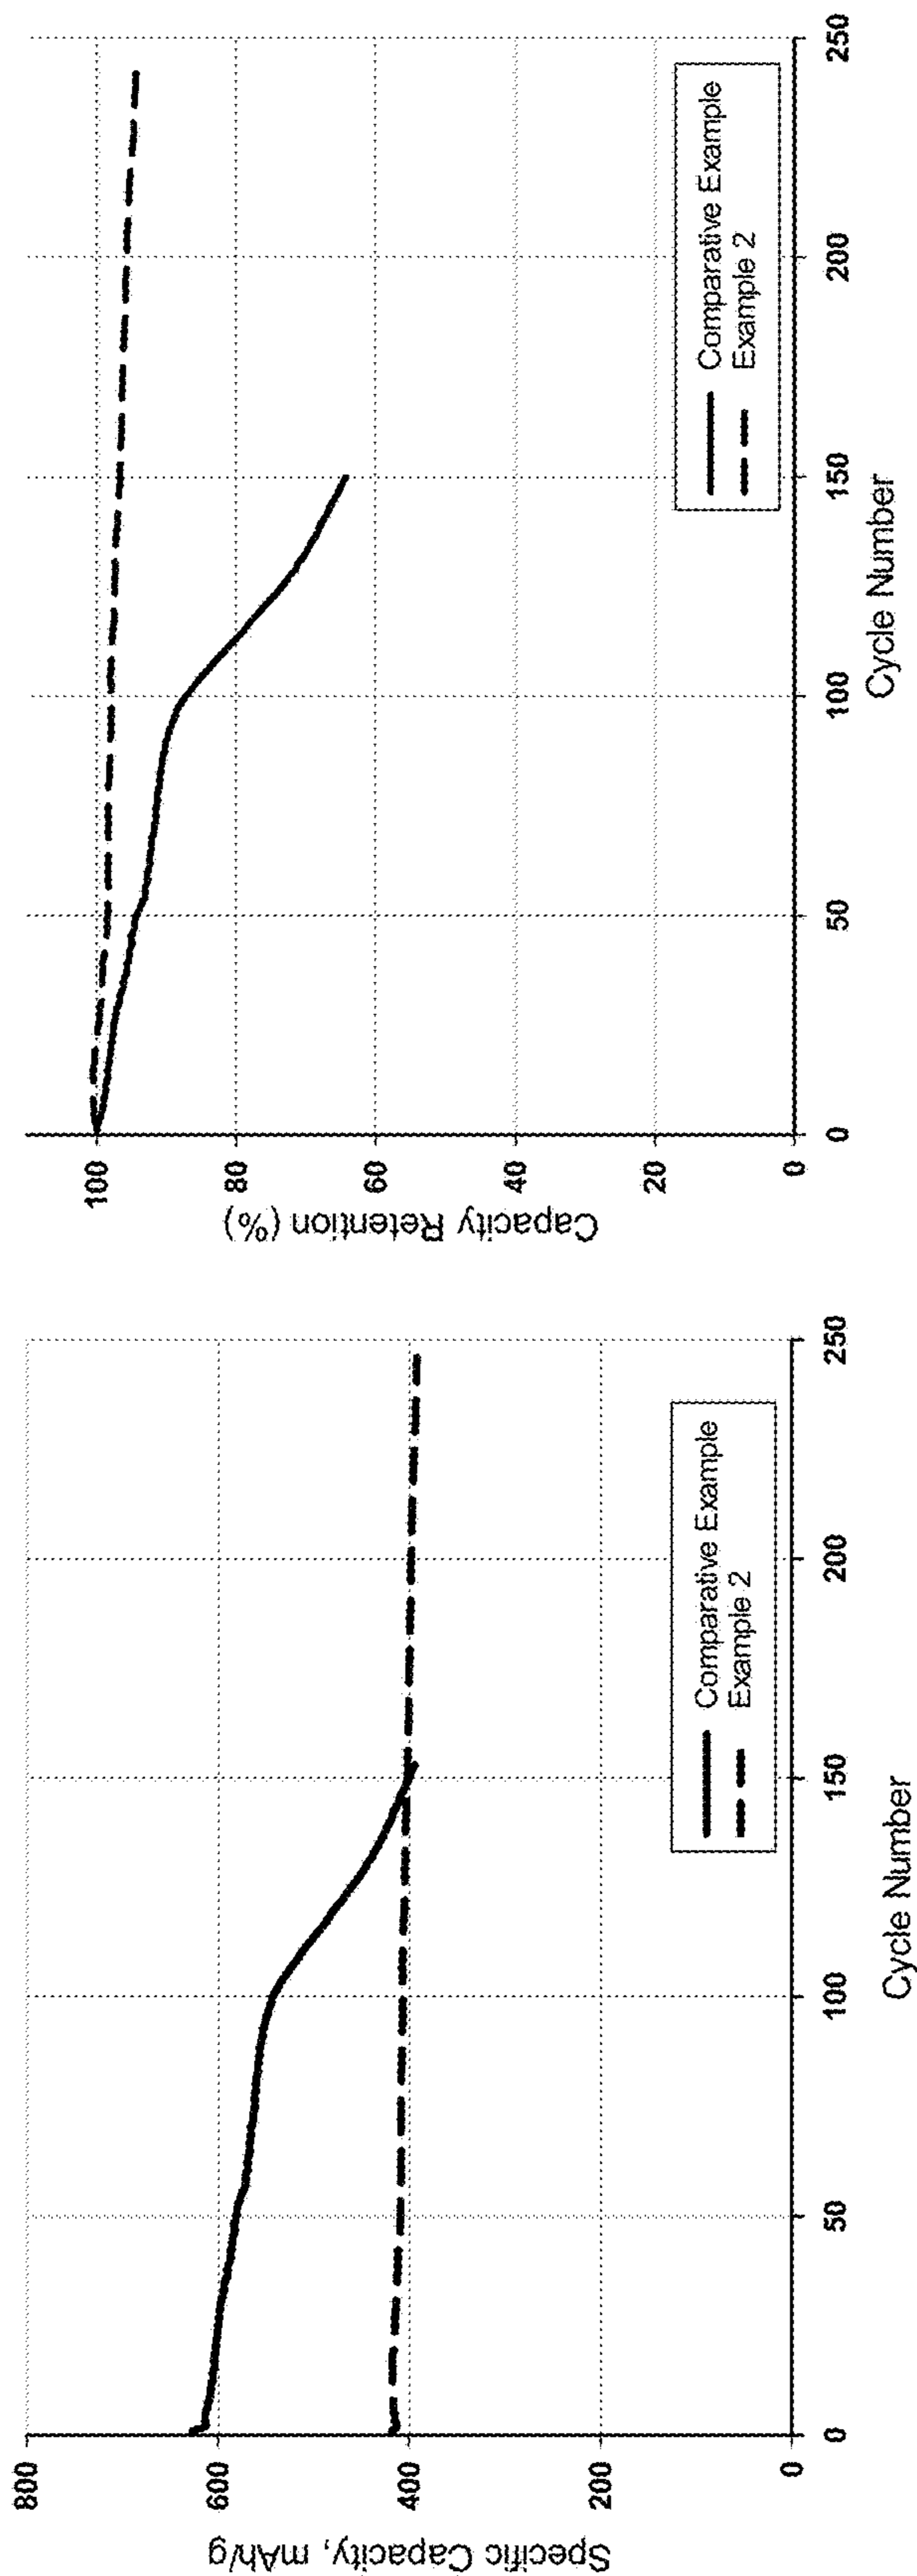 Specific Capacity, mAh/g
800
600
400
200
0
0
50
100
150
200
250
Cycle Number
Comparative Example
Example 2
Capacity Retention (%)
100
80
60
40
20
0
0
50
100
150
200
250
Cycle Number
Comparative Example
Example 2